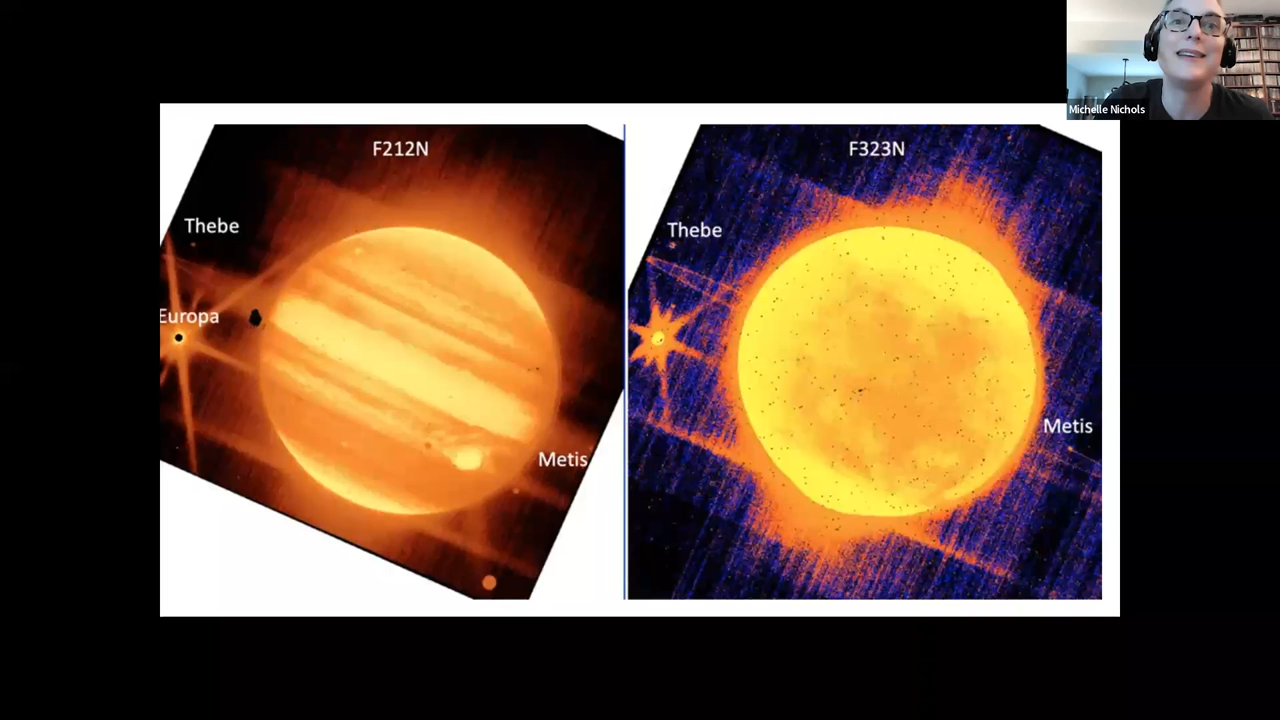 Michelle Nichols
F212N
Thebe
Europa
Metis
F323N
Thebe
Metis